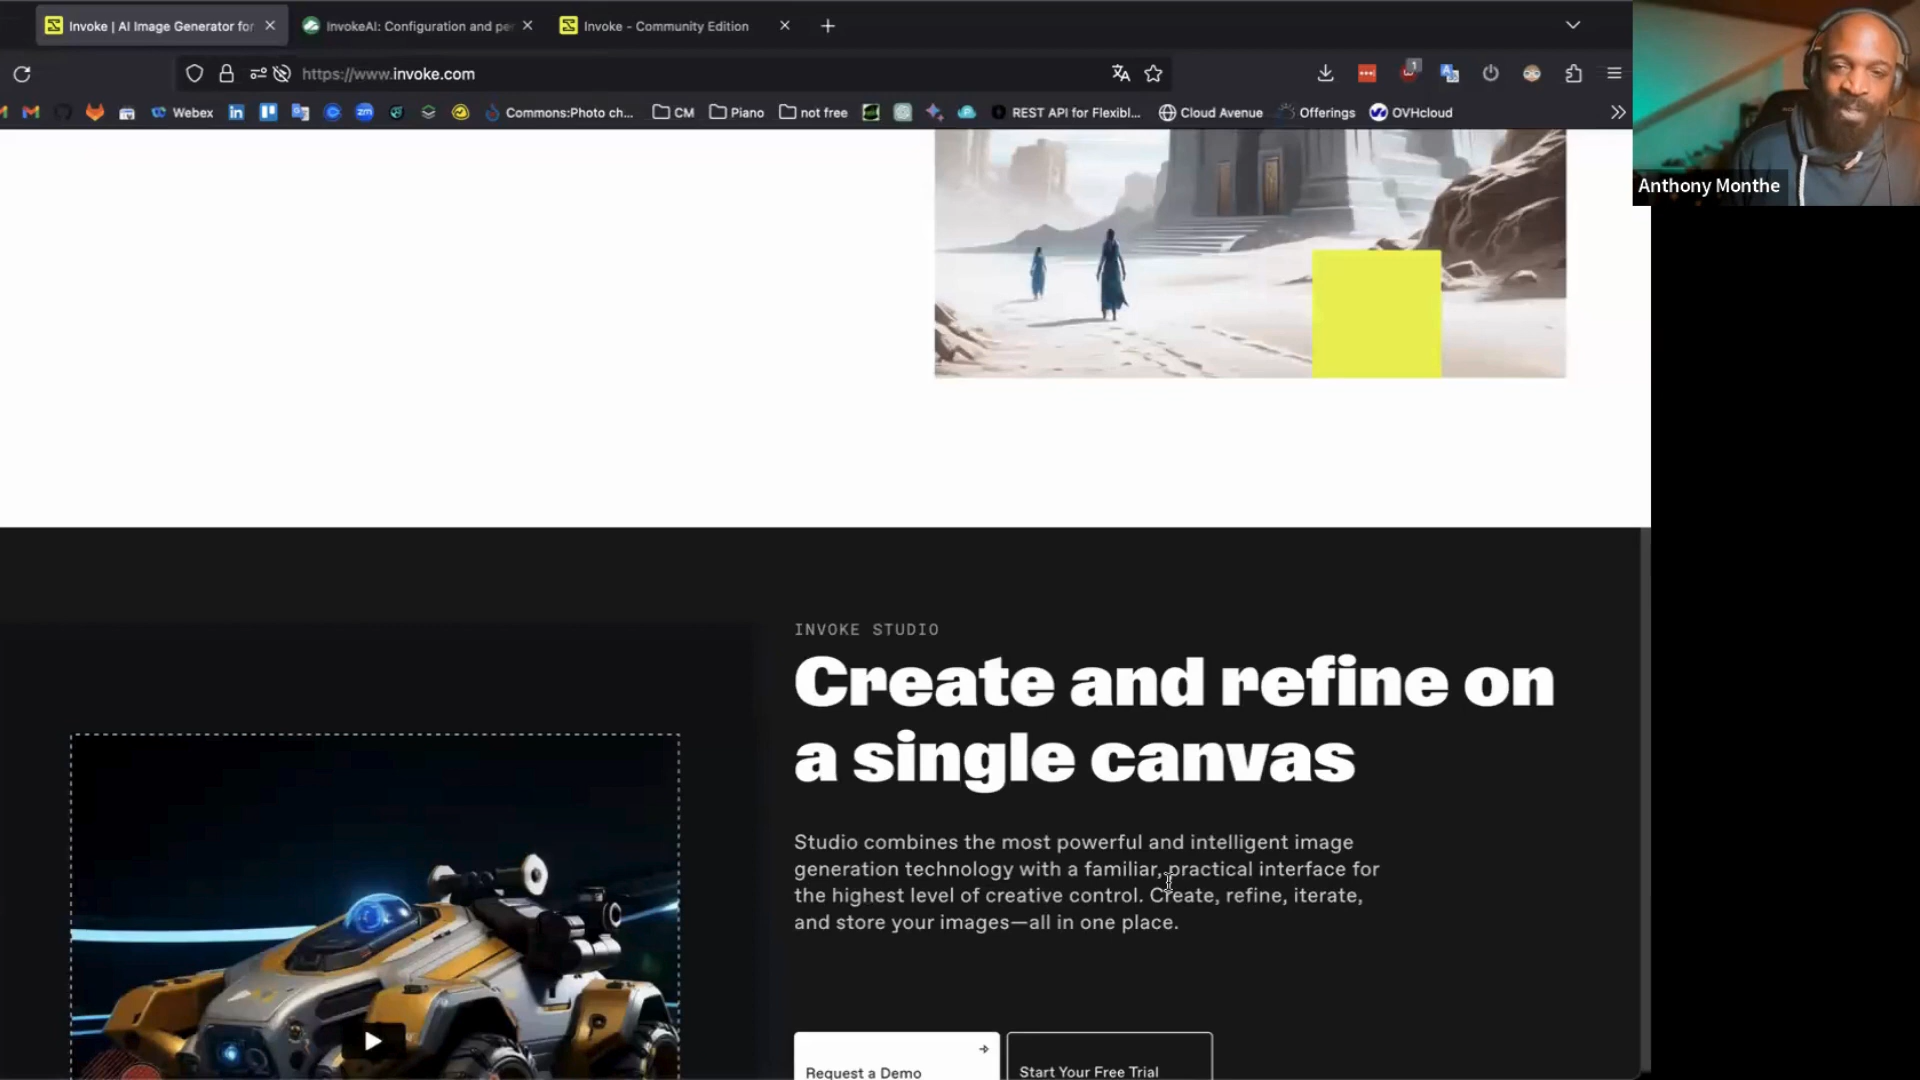 Invoke | AI Image Generator for
InvokeAI: Configuration and per
Invoke - Community Edition
https://www.invoke.com
1
Webex
zm
Commons:Photo ch...
CM
Piano
not free
REST API for Flexibl...
Cloud Avenue
Offerings
OVHcloud
Anthony Monthe
INVOKE STUDIO
Create and refine on
a single canvas
Studio combines the most powerful and intelligent image
generation technology with a familiar, practical interface for
the highest level of creative control. Create, refine, iterate,
and store your images—all in one place.
Request a Demo
Start Your Free Trial